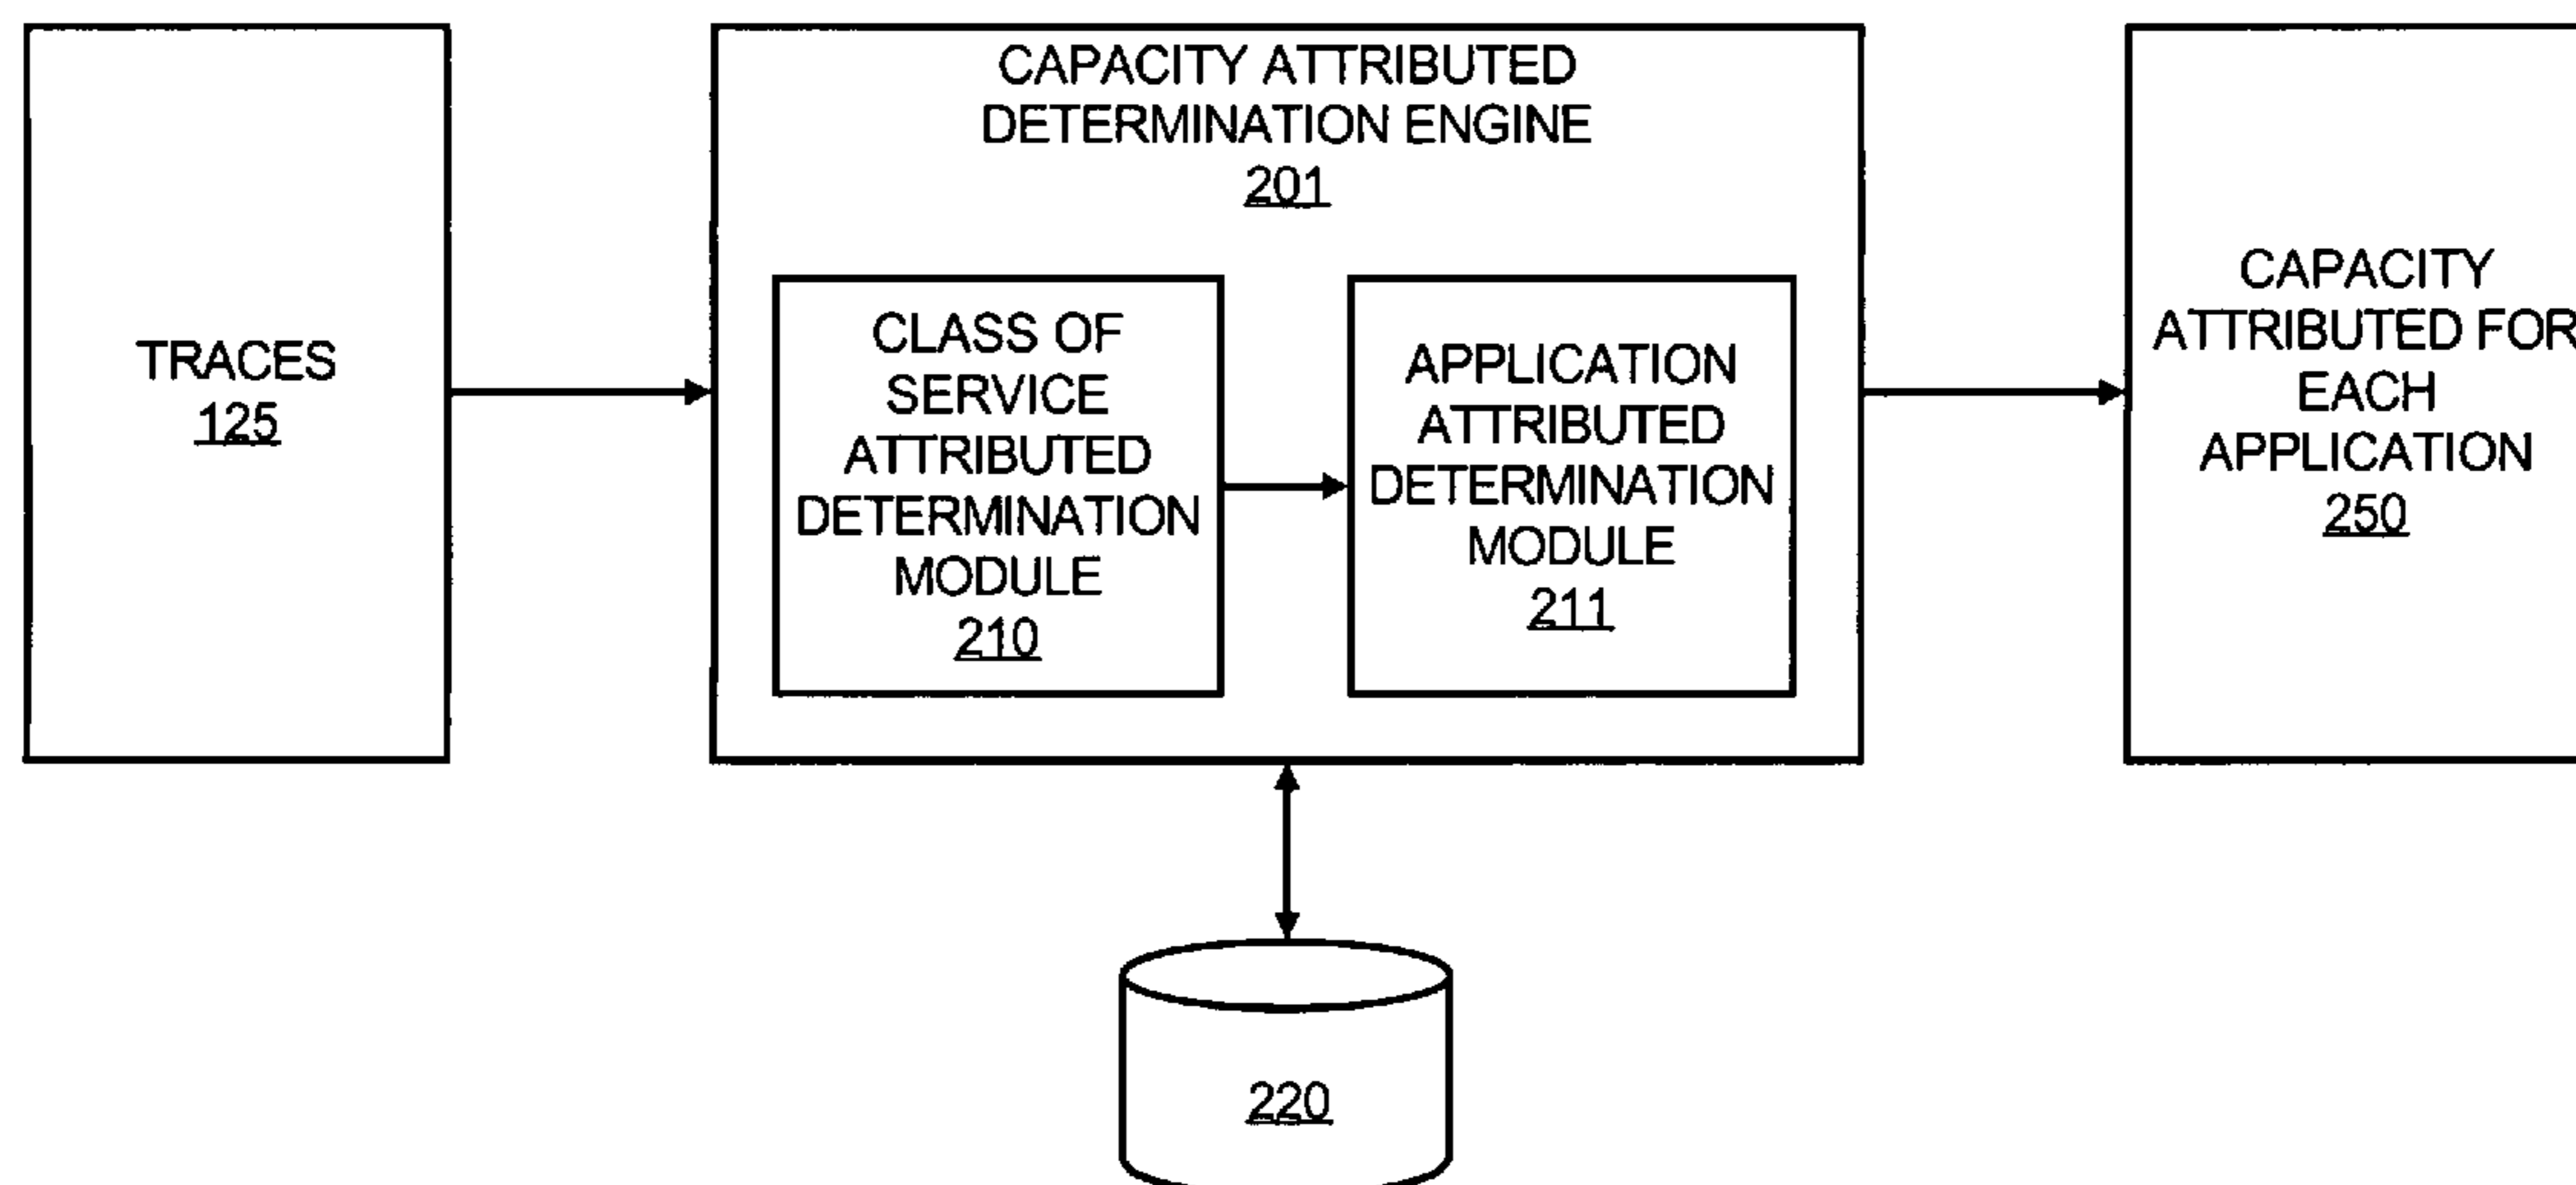 TRACES
125
CAPACITY ATTRIBUTED
DETERMINATION ENGINE
201
CLASS OF
SERVICE
ATTRIBUTED
DETERMINATION
MODULE
210
APPLICATION
ATTRIBUTED
DETERMINATION
MODULE
211
CAPACITY
ATTRIBUTED FOR
EACH
APPLICATION
250
220